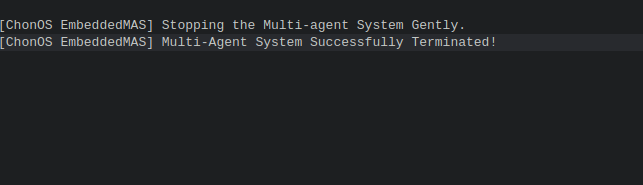 [ChonOS EmbeddedMAS] Stopping the Multi-agent System Gently.
[ChonOS EmbeddedMAS] Multi-Agent System Successfully Terminated!